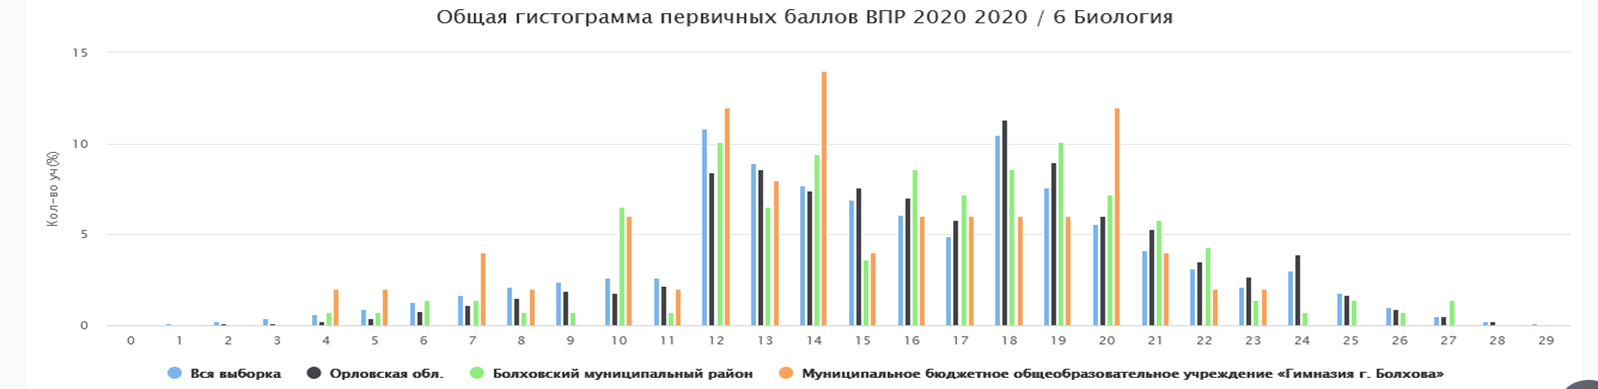 Общая гистограмма первичных баллов ВПР 2020 2020 / 6 Биология
15
10
5
0
Кол-во уч(%)
0 1 2 3 4 5 6 7 8 9 10 11 12 13 14 15 16 17 18 19 20 21 22 23 24 25 26 27 28 29
Вся выборка Орловская обл. Болховский муниципальный район Муниципальное бюджетное общеобразовательное учреждение «Гимназия г. Болхова»